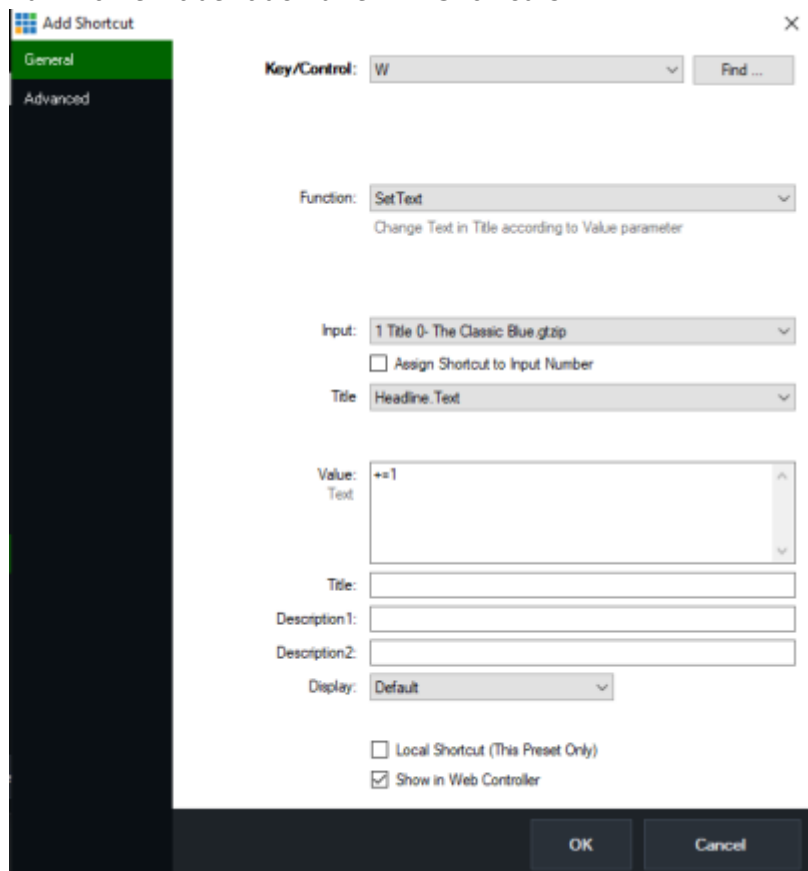 Add Shortcut
General
Advanced
Key/Control: W Find ...
Function: SetText
Change Text in Title according to Value parameter
Input: 1 Title 0- The Classic Blue.gtzip
Assign Shortcut to Input Number
Title Headline.Text
Value: +=1
Text
Title:
Description1:
Description2:
Display: Default
Local Shortcut (This Preset Only)
Show in Web Controller
OK Cancel